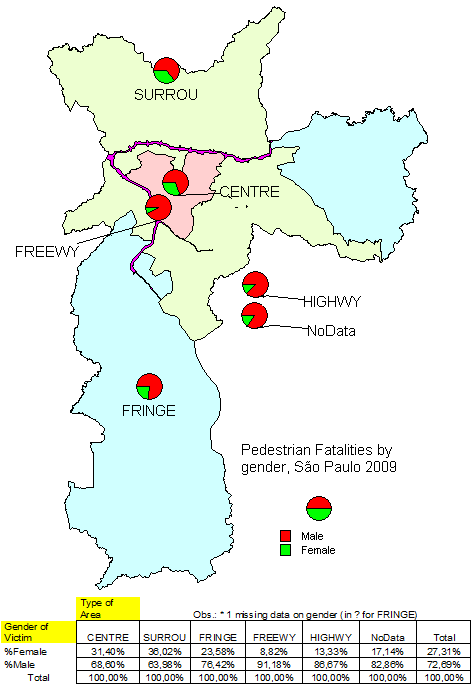 SURROU
CENTRE
FREEWY
HIGHWY
NoData
FRINGE
Pedestrian Fatalities by
gender, São Paulo 2009
Male
Female
Type of
Area
Obs.: * 1 missing data on gender (in ? for FRINGE)
Gender of
Victim
CENTRE SURROU FRINGE FREEWY HIGHWY NoData Total
%Female 31,40% 36,02% 23,58% 8,82% 13,33% 17,14% 27,31%
%Male 68,60% 63,98% 76,42% 91,18% 86,67% 82,86% 72,69%
Total 100,00% 100,00% 100,00% 100,00% 100,00% 100,00% 100,00%